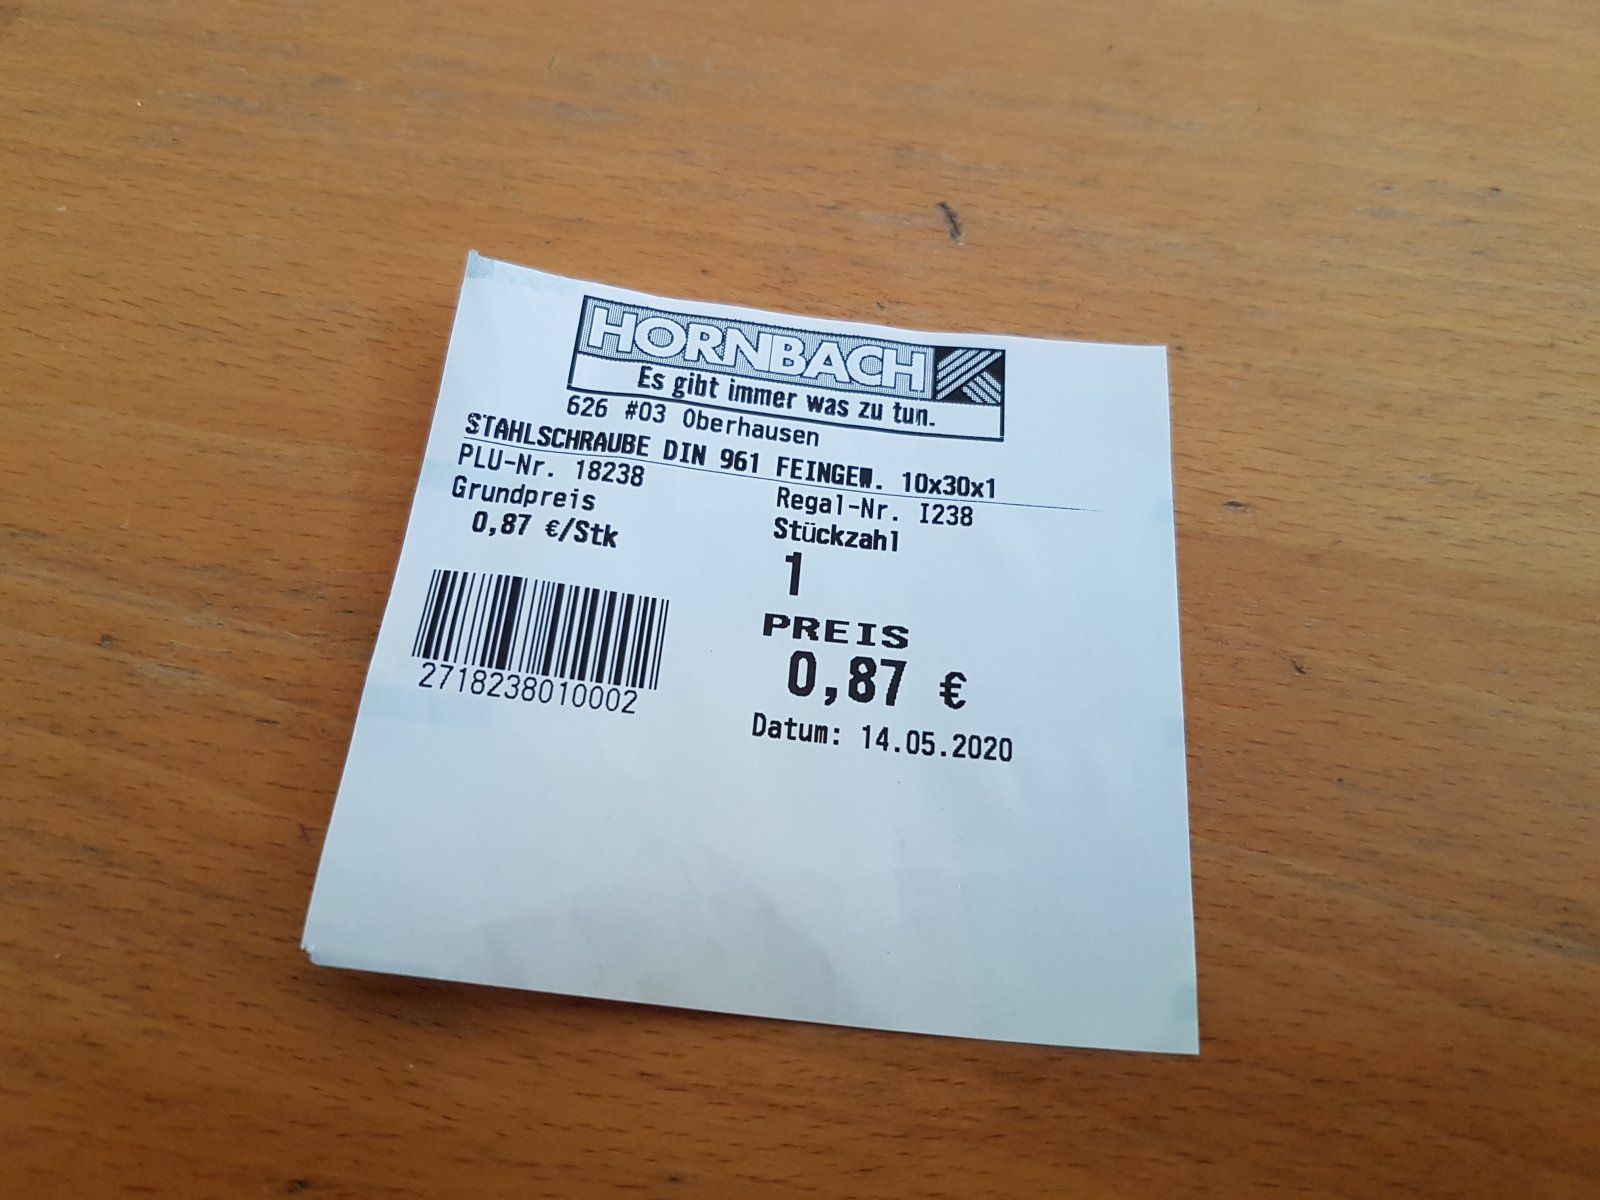 HORNBACH
Es gibt immer was zu tun.
626 #03 Oberhausen
STAHLSCHRAUBE DIN 961 FEINGEW. 10x30x1
PLU-Nr. 18238 Regal-Nr. I238
Grundpreis Stückzahl
0,87 €/Stk
1
PREIS
0,87 €
2718238010002
Datum: 14.05.2020